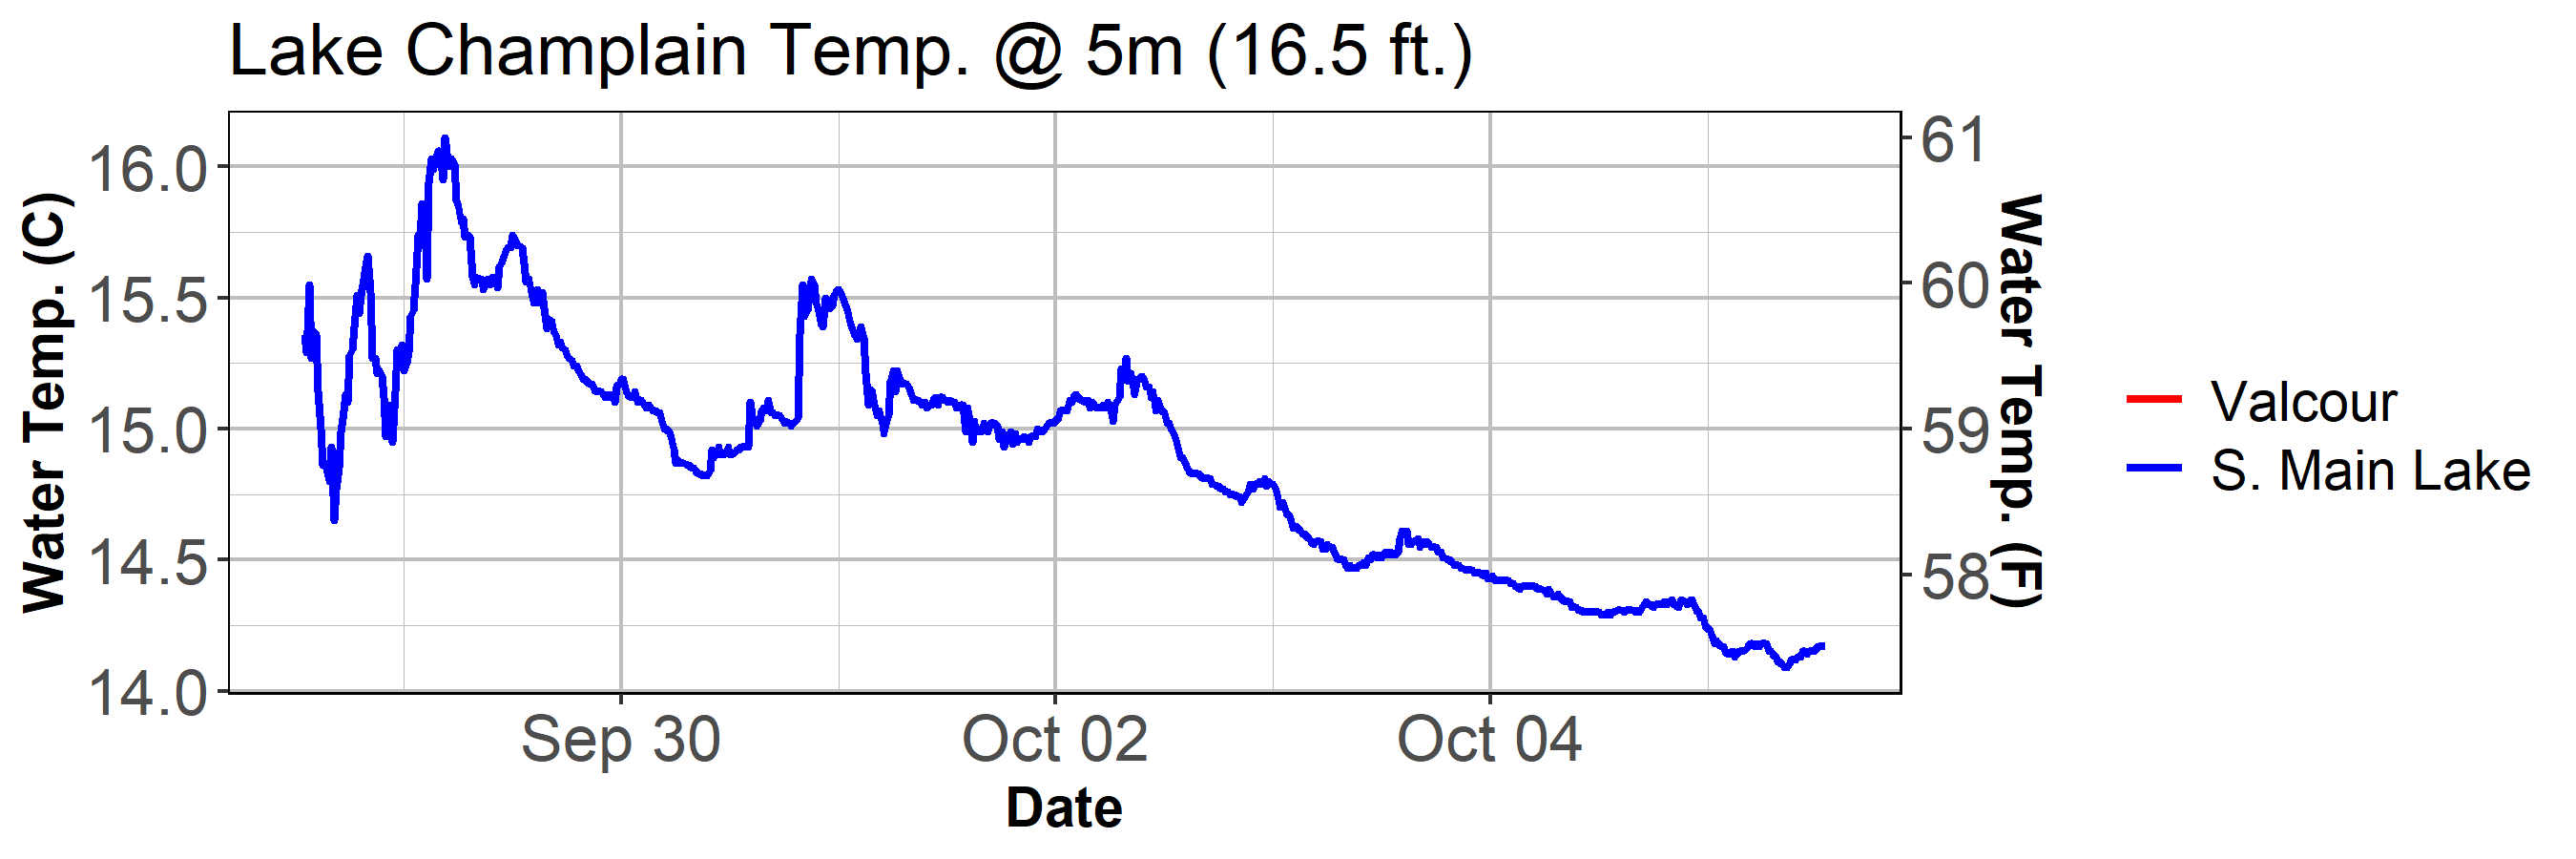 Lake Champlain Temp. @ 5m (16.5 ft.)
Water Temp. (C)
16.0
15.5
15.0
14.5
14.0
61
60
59
58
Water Temp. (F)
Sep 30
Oct 02
Oct 04
Date
Valcour
S. Main Lake